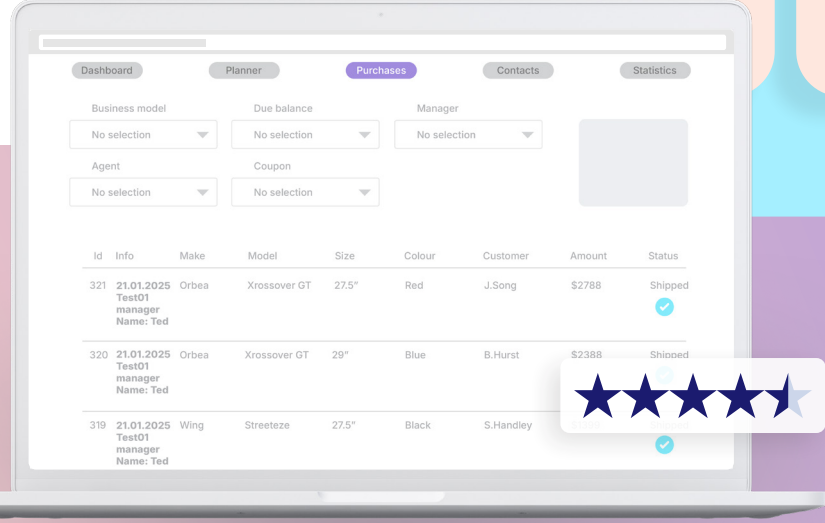 Dashboard Planner Purchases Contacts Statistics
Business model Due balance Manager
No selection No selection No selection
Agent Coupon
No selection No selection
Id Info Make Model Size Colour Customer Amount Status
321 21.01.2025 Orbea Xrossover GT 27.5” Red J.Song $2788 Shipped
Test01
manager
Name: Ted
320 21.01.2025 Orbea Xrossover GT 29” Blue B.Hurst $2388 Shipped
Test01
manager
Name: Ted
319 21.01.2025 Wing Streeteze 27.5” Black S.Handley
Test01
manager
Name: Ted